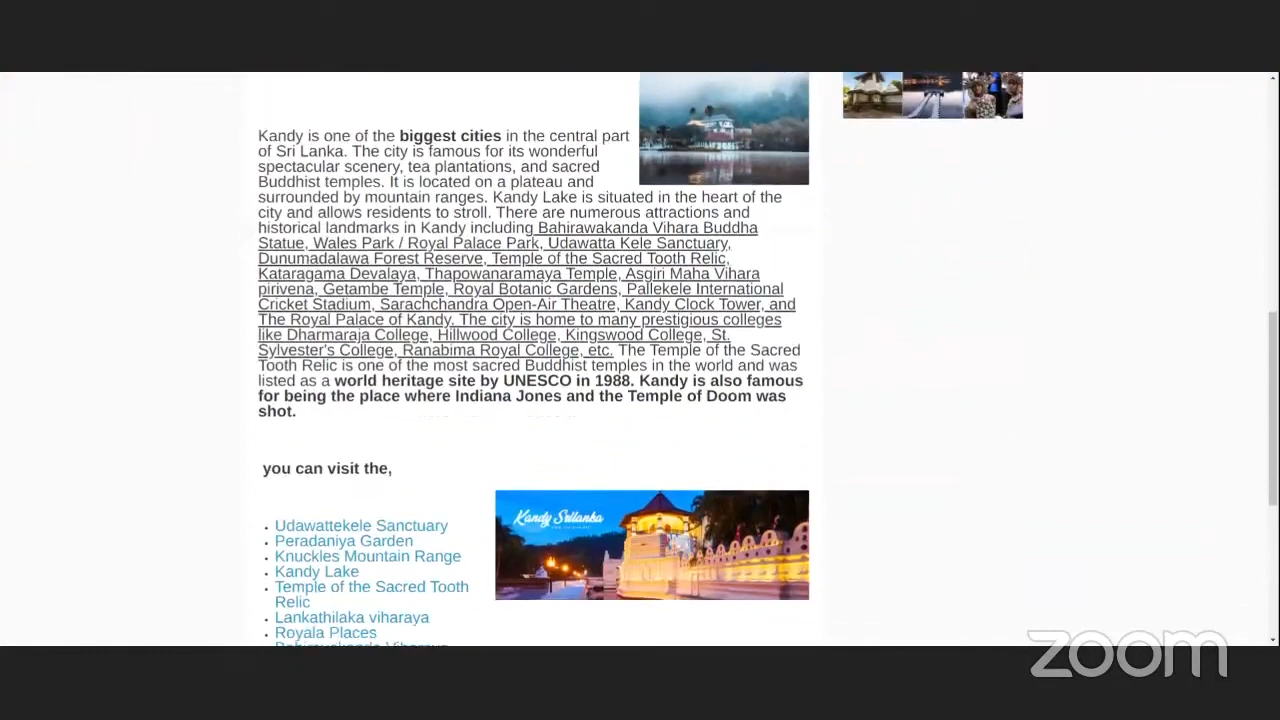 Kandy is one of the biggest cities in the central part
of Sri Lanka. The city is famous for its wonderful
spectacular scenery, tea plantations, and sacred
Buddhist temples. It is located on a plateau and
surrounded by mountain ranges. Kandy Lake is situated in the heart of the
city and allows residents to stroll. There are numerous attractions and
historical landmarks in Kandy including Bahirawakanda Vihara Buddha
Statue, Wales Park / Royal Palace Park, Udawatta Kele Sanctuary,
Dunumadalawa Forest Reserve, Temple of the Sacred Tooth Relic,
Kataragama Devalaya, Thapowanaramaya Temple, Asgiri Maha Vihara
pirivena, Getambe Temple, Royal Botanic Gardens, Pallekele International
Cricket Stadium, Sarachchandra Open-Air Theatre, Kandy Clock Tower, and
The Royal Palace of Kandy. The city is home to many prestigious colleges
like Dharmaraja College, Hillwood College, Kingswood College, St.
Sylvester's College, Ranabima Royal College, etc. The Temple of the Sacred
Tooth Relic is one of the most sacred Buddhist temples in the world and was
listed as a world heritage site by UNESCO in 1988. Kandy is also famous
for being the place where Indiana Jones and the Temple of Doom was
shot.
you can visit the,
Kandy Srilanka
Udawattekele Sanctuary
Peradaniya Garden
Knuckles Mountain Range
Kandy Lake
Temple of the Sacred Tooth
Relic
Lankathilaka viharaya
Royala Places
zoom